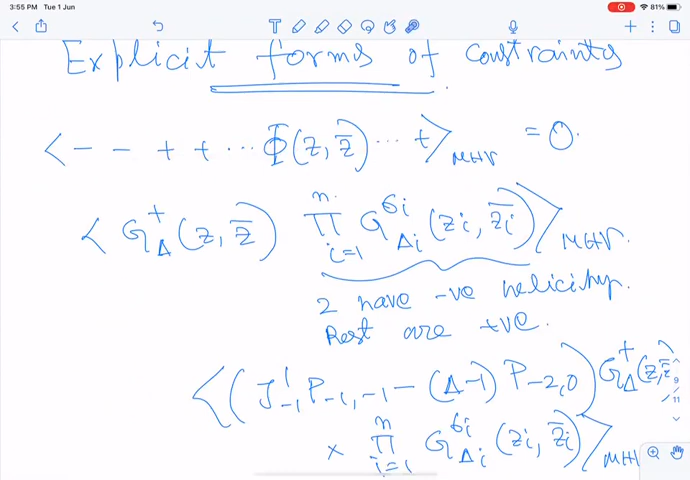 3:55 PM Tue 1 Jun 81%
Explicit forms of constraints
< - - + + ... Φ(z, z̄) ... + >_MHV = 0.
< G^+_Δ (z, z̄) ∏_{i=1}^{n} G^{σi}_{Δi} (zi, z̄i) >_MHV.
2 have -ve helicity.
Rest are +ve.
< ( J^1_{-1} P_{-1,-1} - (Δ-1) P_{-2,0} ) G^+_Δ (z, z̄
× ∏_{i=1}^{n} G^{σi}_{Δi} (zi, z̄i) >_MHV
9
/
11